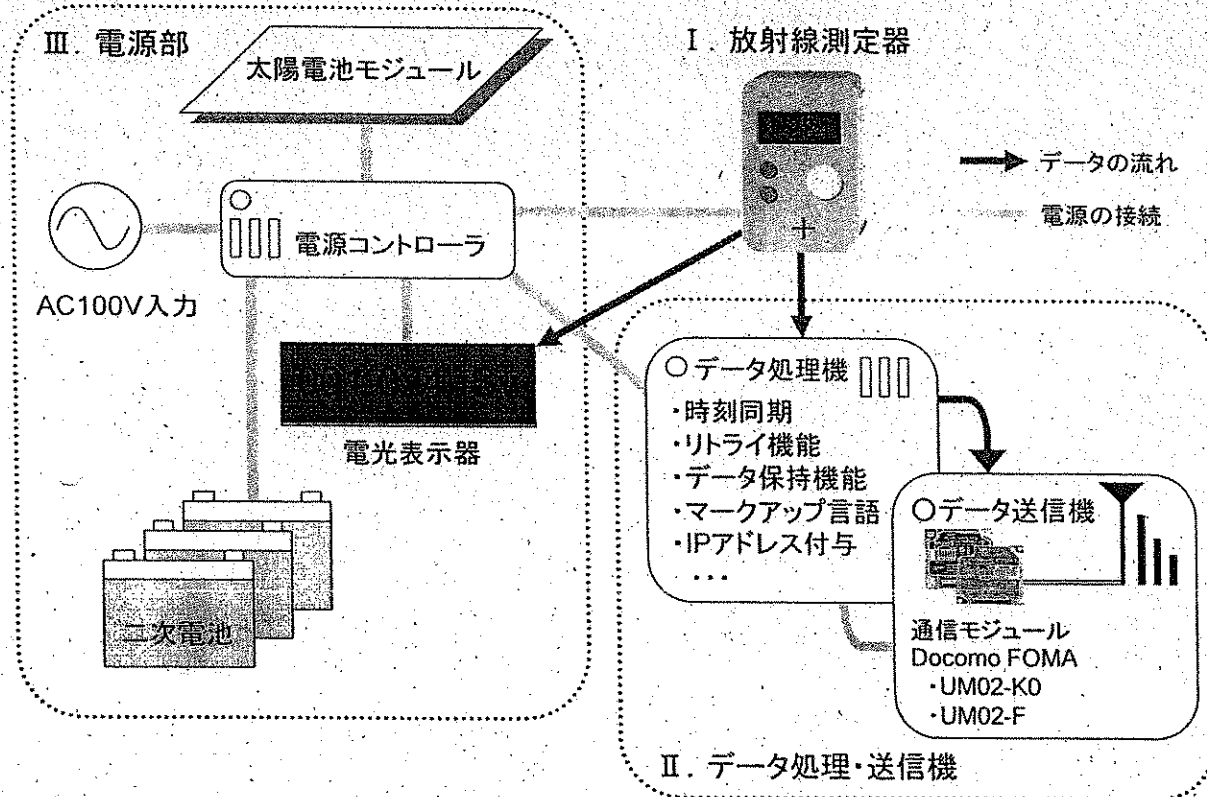 Ⅲ. 電源部
太陽電池モジュール
電源コントローラ
AC100V入力
電光表示器
二次電池
Ⅰ. 放射線測定器
データの流れ
電源の接続
○データ処理機
・時刻同期
・リトライ機能
・データ保持機能
・マークアップ言語
・IPアドレス付与
・・・
○データ送信機
通信モジュール
Docomo FOMA
・UM02-K0
・UM02-F
Ⅱ. データ処理・送信機